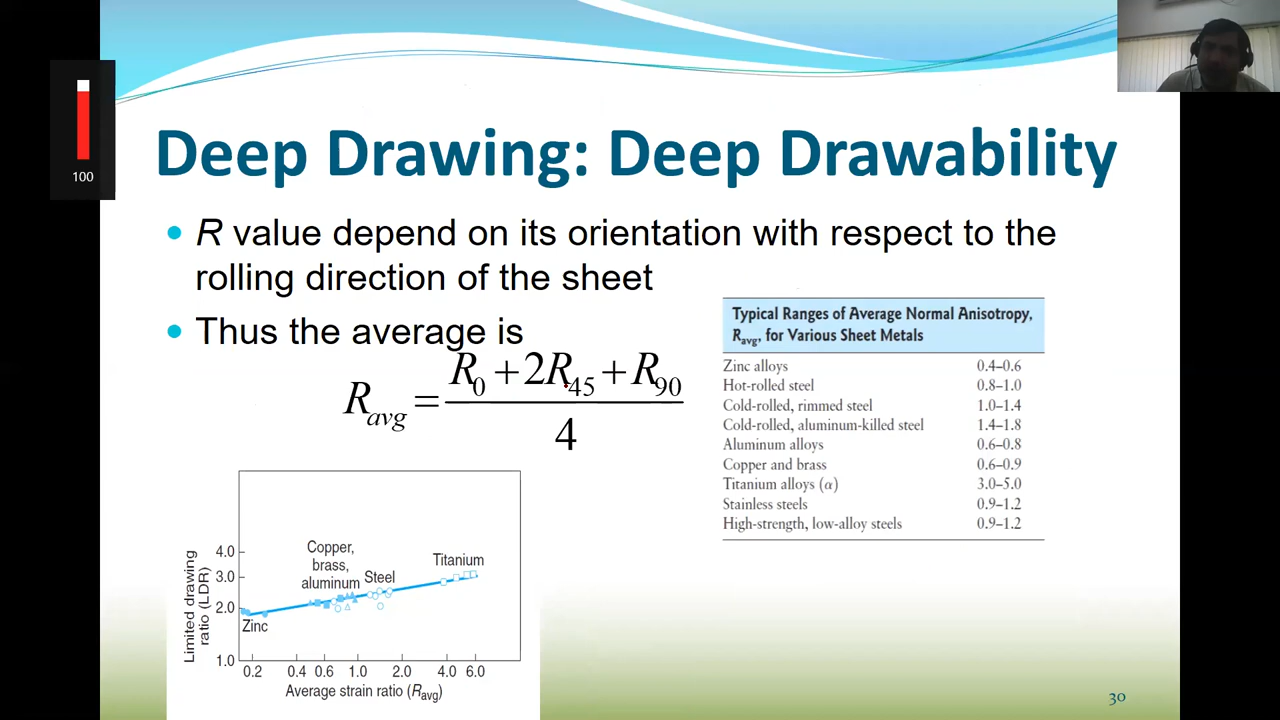 100
Deep Drawing: Deep Drawability
R value depend on its orientation with respect to the
rolling direction of the sheet
Thus the average is
R_avg = (R_0 + 2R_45 + R_90) / 4
Typical Ranges of Average Normal Anisotropy,
R_avg, for Various Sheet Metals
Zinc alloys 0.4–0.6
Hot-rolled steel 0.8–1.0
Cold-rolled, rimmed steel 1.0–1.4
Cold-rolled, aluminum-killed steel 1.4–1.8
Aluminum alloys 0.6–0.8
Copper and brass 0.6–0.9
Titanium alloys (α) 3.0–5.0
Stainless steels 0.9–1.2
High-strength, low-alloy steels 0.9–1.2
Limited drawing
ratio (LDR)
4.0
3.0
2.0
1.0
Copper,
brass,
aluminum
Steel
Titanium
Zinc
0.2 0.4 0.6 1.0 2.0 4.0 6.0
Average strain ratio (R_avg)
30